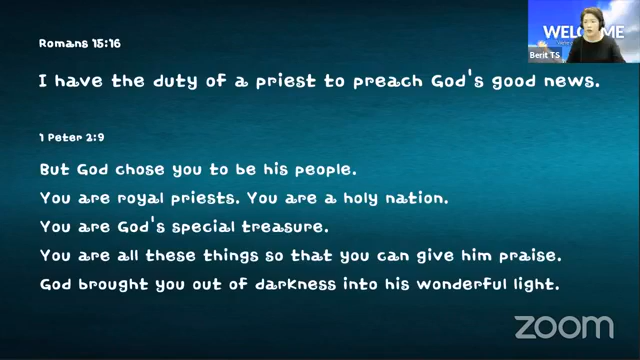 Romans 15:16
I have the duty of a priest to preach God's good news.
1 Peter 2:9
But God chose you to be his people.
You are royal priests. You are a holy nation.
You are God's special treasure.
You are all these things so that you can give him praise.
God brought you out of darkness into his wonderful light.
WELCOME
Berit TS
zoom